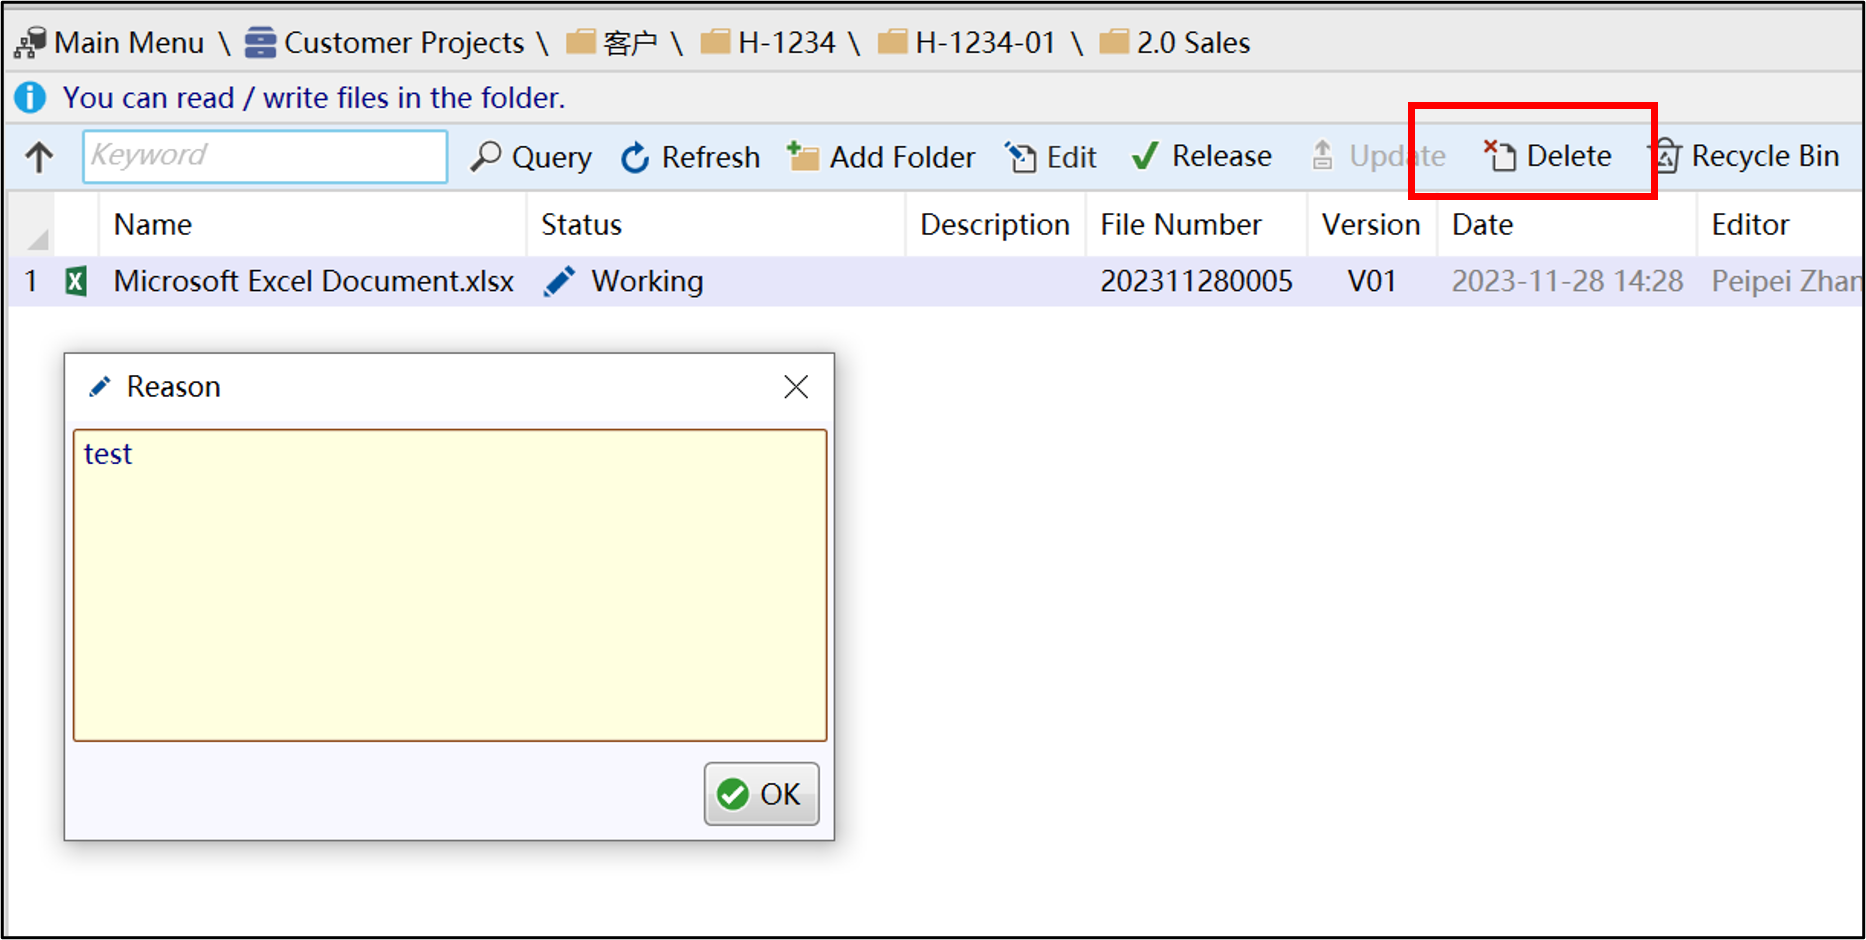 Main Menu \ Customer Projects \ 客户 \ H-1234 \ H-1234-01 \ 2.0 Sales
You can read / write files in the folder.
Keyword Query Refresh Add Folder Edit Release Update Delete Recycle Bin
Name Status Description File Number Version Date Editor
1 Microsoft Excel Document.xlsx Working 202311280005 V01 2023-11-28 14:28 Peipei Zhan
Reason
test
OK